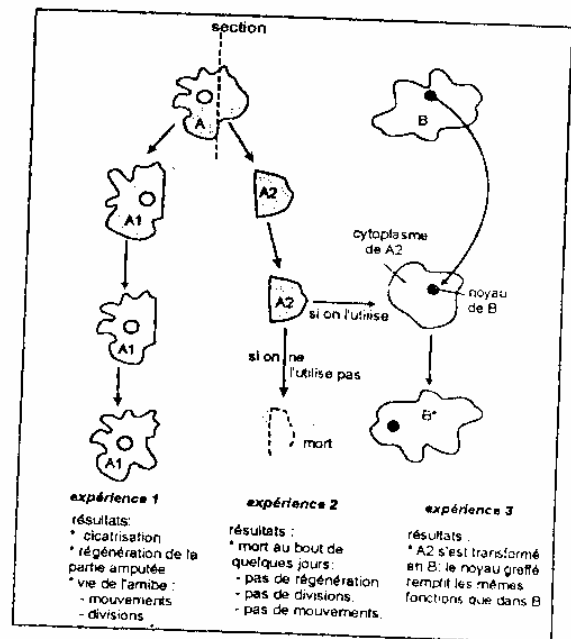 section
A
B
A1
A2
cytoplasme
de A2
A1
A2
si on l'utilise
noyau
de B
si on ne
l'utilise pas
A1
mort
B*
expérience 1
résultats:
* cicatrisation
* régénération de la
partie amputée
* vie de l'amibe :
- mouvements
- divisions
expérience 2
résultats :
* mort au bout de
quelques jours:
- pas de régénération
- pas de divisions.
- pas de mouvements.
expérience 3
résultats :
* A2 s'est transformé
en B: le noyau greffé
remplit les mêmes
fonctions que dans B